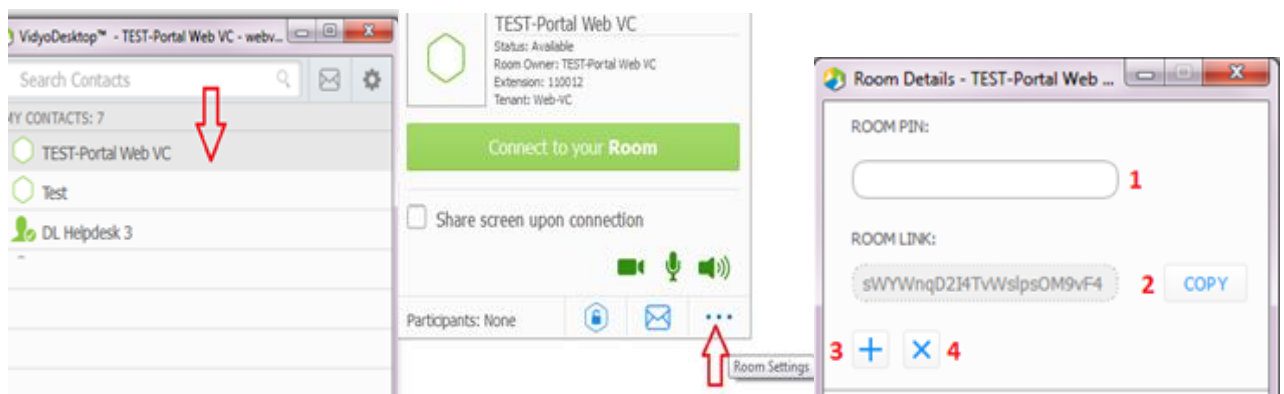 VidyoDesktop™ - TEST-Portal Web VC - webv...
Search Contacts
MY CONTACTS: 7
TEST-Portal Web VC
Test
DL Helpdesk 3
TEST-Portal Web VC
Status: Available
Room Owner: TEST-Portal Web VC
Extension: 110012
Tenant: Web-VC
Connect to your Room
Share screen upon connection
Participants: None
Room Settings
Room Details - TEST-Portal Web ...
ROOM PIN:
1
ROOM LINK:
sWYWnqD2I4TvWslpsOM9vF4 2 COPY
3 4